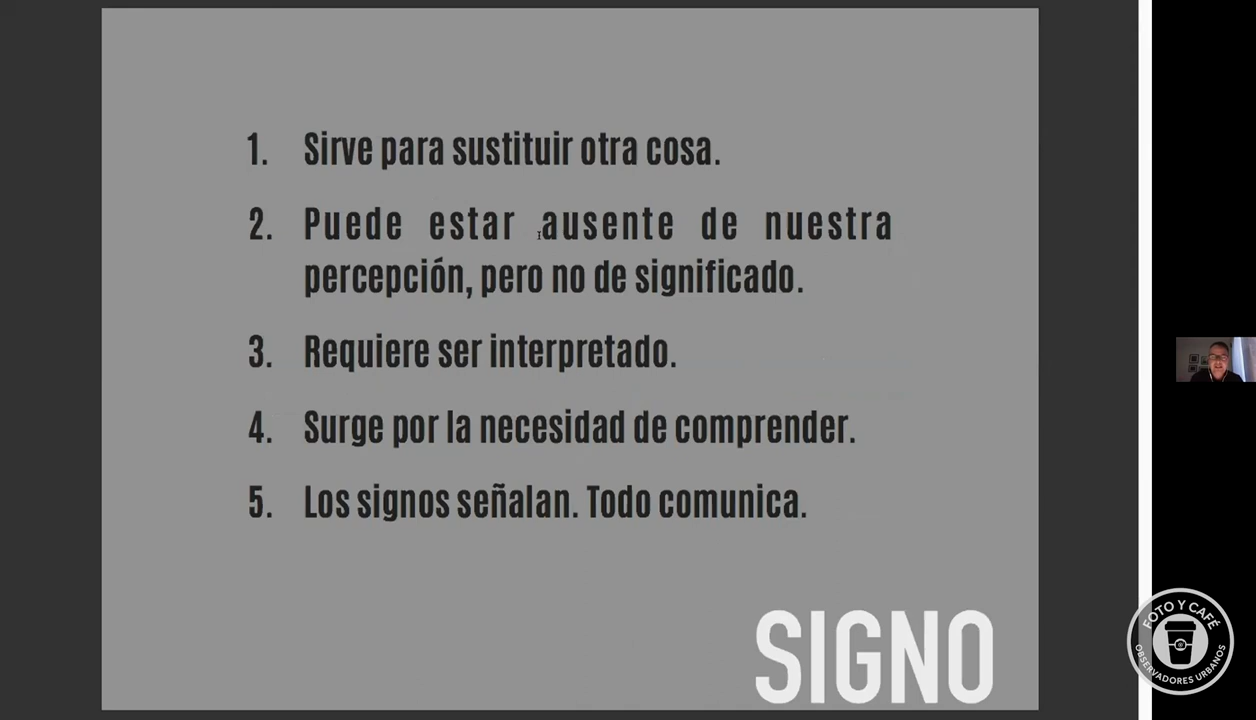 1. Sirve para sustituir otra cosa.
2. Puede estar ausente de nuestra
percepción, pero no de significado.
3. Requiere ser interpretado.
4. Surge por la necesidad de comprender.
5. Los signos señalan. Todo comunica.
SIGNO
FOTO Y CAFÉ
OBSERVADORES URBANOS